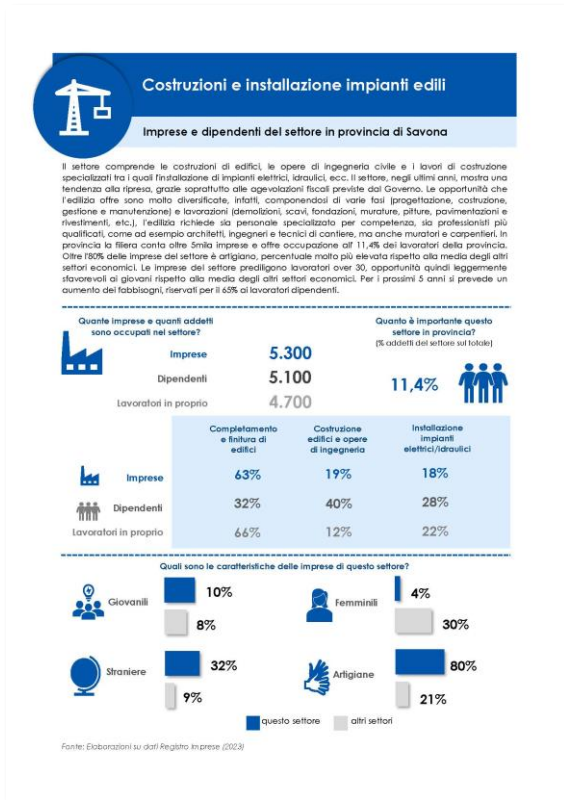 Costruzioni e installazione impianti edili
Imprese e dipendenti del settore in provincia di Savona
Il settore comprende le costruzioni di edifici, le opere di ingegneria civile e i lavori di costruzione
specializzati tra i quali l'installazione di impianti elettrici, idraulici, ecc. Il settore, negli ultimi anni, mostra una
tendenza alla ripresa, grazie soprattutto alle agevolazioni fiscali previste dal Governo. Le opportunità che
l'edilizia offre sono molto diversificate, infatti, componendosi di varie fasi (progettazione, costruzione,
gestione e manutenzione) e lavorazioni (demolizioni, scavi, fondazioni, murature, pitture, pavimentazioni e
rivestimenti, etc.), l'edilizia richiede sia personale specializzato per competenza, sia professionisti più
qualificati, come ad esempio architetti, ingegneri e tecnici di cantiere, ma anche muratori e carpentieri. In
provincia la filiera conta oltre 5mila imprese e offre occupazione all' 11,4% dei lavoratori della provincia.
Oltre l'80% delle imprese del settore è artigiano, percentuale molto più elevata rispetto alla media degli altri
settori economici. Le imprese del settore prediligono lavoratori over 30, opportunità quindi leggermente
sfavorevoli ai giovani rispetto alla media degli altri settori economici. Per i prossimi 5 anni si prevede un
aumento dei fabbisogni, riservati per il 65% ai lavoratori dipendenti.
Quante imprese e quanti addetti
sono occupati nel settore?
Imprese 5.300
Dipendenti 5.100
Lavoratori in proprio 4.700
Quanto è importante questo
settore in provincia?
(% addetti del settore sul totale)
11,4%
Completamento
e finitura di
edifici
Costruzione
edifici e opere
di ingegneria
Installazione
impianti
elettrici/idraulici
Imprese 63% 19% 18%
Dipendenti 32% 40% 28%
Lavoratori in proprio 66% 12% 22%
Quali sono le caratteristiche delle imprese di questo settore?
Giovanili 10%
8%
Femminili 4%
30%
Straniere 32%
9%
Artigiane 80%
21%
questo settore altri settori
Fonte: Elaborazioni su dati Registro Imprese (2023)